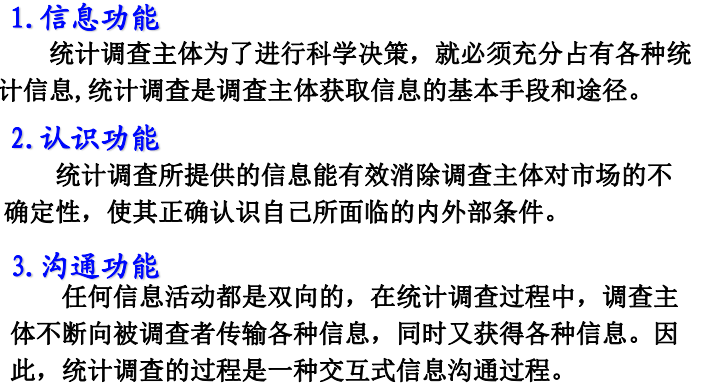 1.信息功能
统计调查主体为了进行科学决策，就必须充分占有各种统
计信息,统计调查是调查主体获取信息的基本手段和途径。
2.认识功能
统计调查所提供的信息能有效消除调查主体对市场的不
确定性，使其正确认识自己所面临的内外部条件。
3.沟通功能
任何信息活动都是双向的，在统计调查过程中，调查主
体不断向被调查者传输各种信息，同时又获得各种信息。因
此，统计调查的过程是一种交互式信息沟通过程。